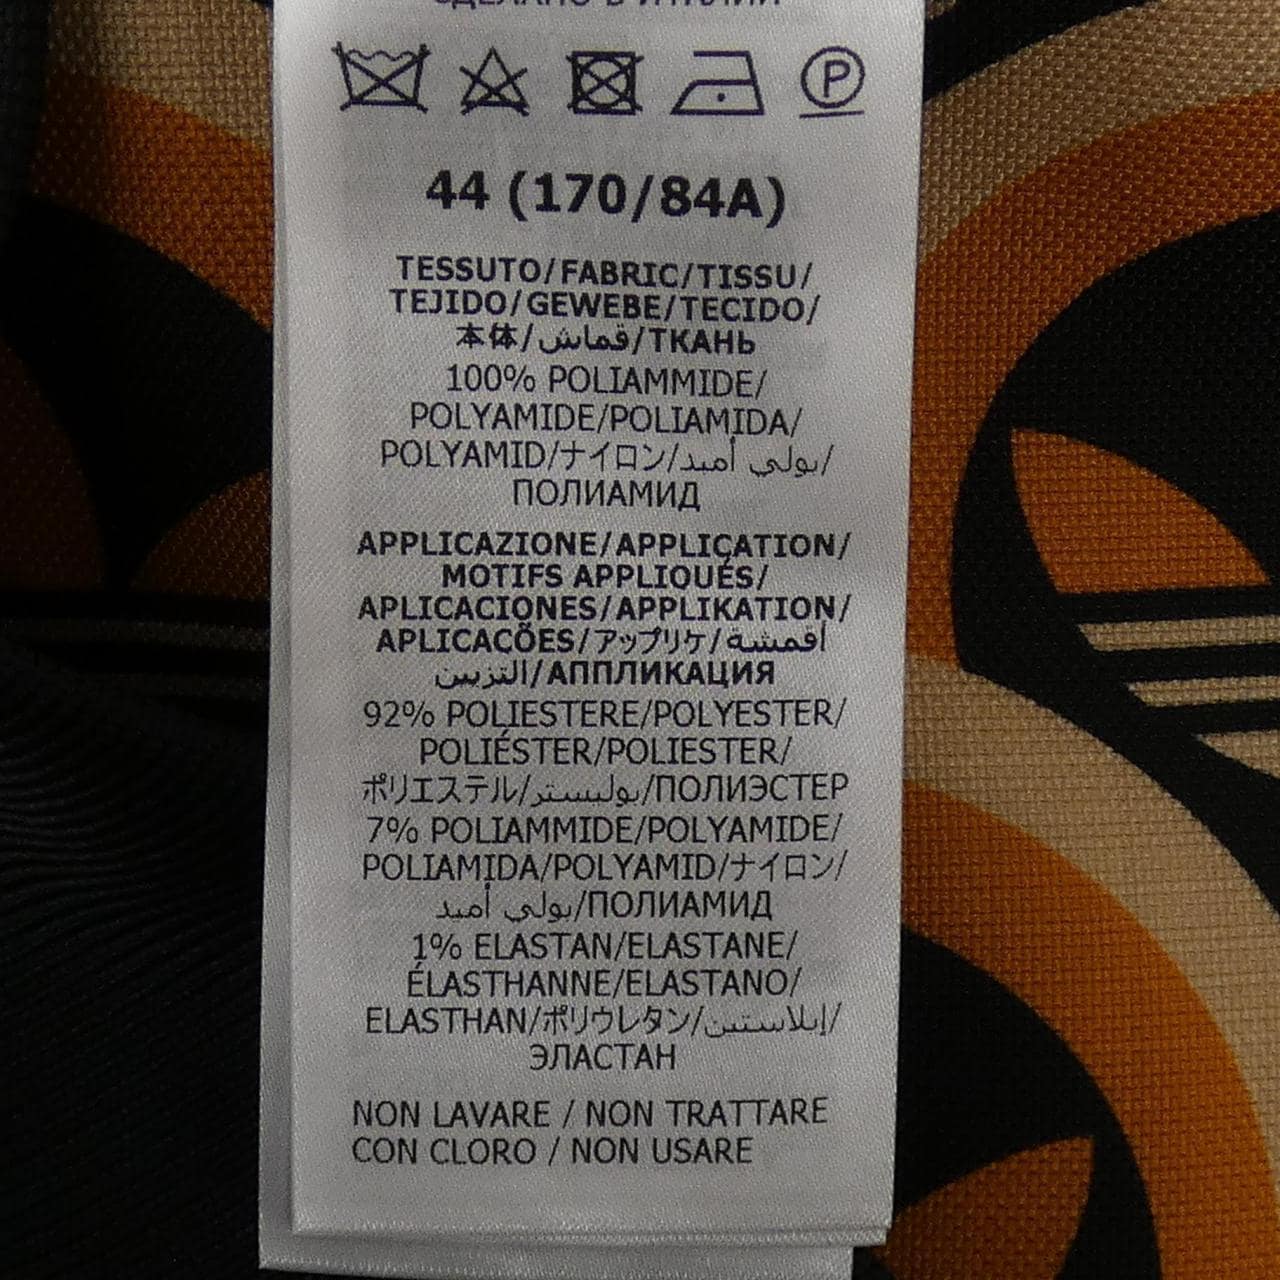 СДЕЛАНО В ИТАЛИИ
P
44 (170/84A)
TESSUTO/FABRIC/TISSU/
TEJIDO/GEWEBE/TECIDO/
本体/قماش/ТКАНЬ
100% POLIAMMIDE/
POLYAMIDE/POLIAMIDA/
POLYAMID/ナイロン/بولي أميد/
ПОЛИАМИД
APPLICAZIONE/APPLICATION/
MOTIFS APPLIQUÉS/
APLICACIONES/APPLIKATION/
APLICACÕES/アップリケ/أقمشة
التزيين/АППЛИКАЦИЯ
92% POLIESTERE/POLYESTER/
POLIÉSTER/POLIESTER/
ポリエステル/بوليستر/ПОЛИЭСТЕР
7% POLIAMMIDE/POLYAMIDE/
POLIAMIDA/POLYAMID/ナイロン/
بولي أميد/ПОЛИАМИД
1% ELASTAN/ELASTANE/
ÉLASTHANNE/ELASTANO/
ELASTHAN/ポリウレタン/إيلاستين/
ЭЛАСТАН
NON LAVARE / NON TRATTARE
CON CLORO / NON USARE